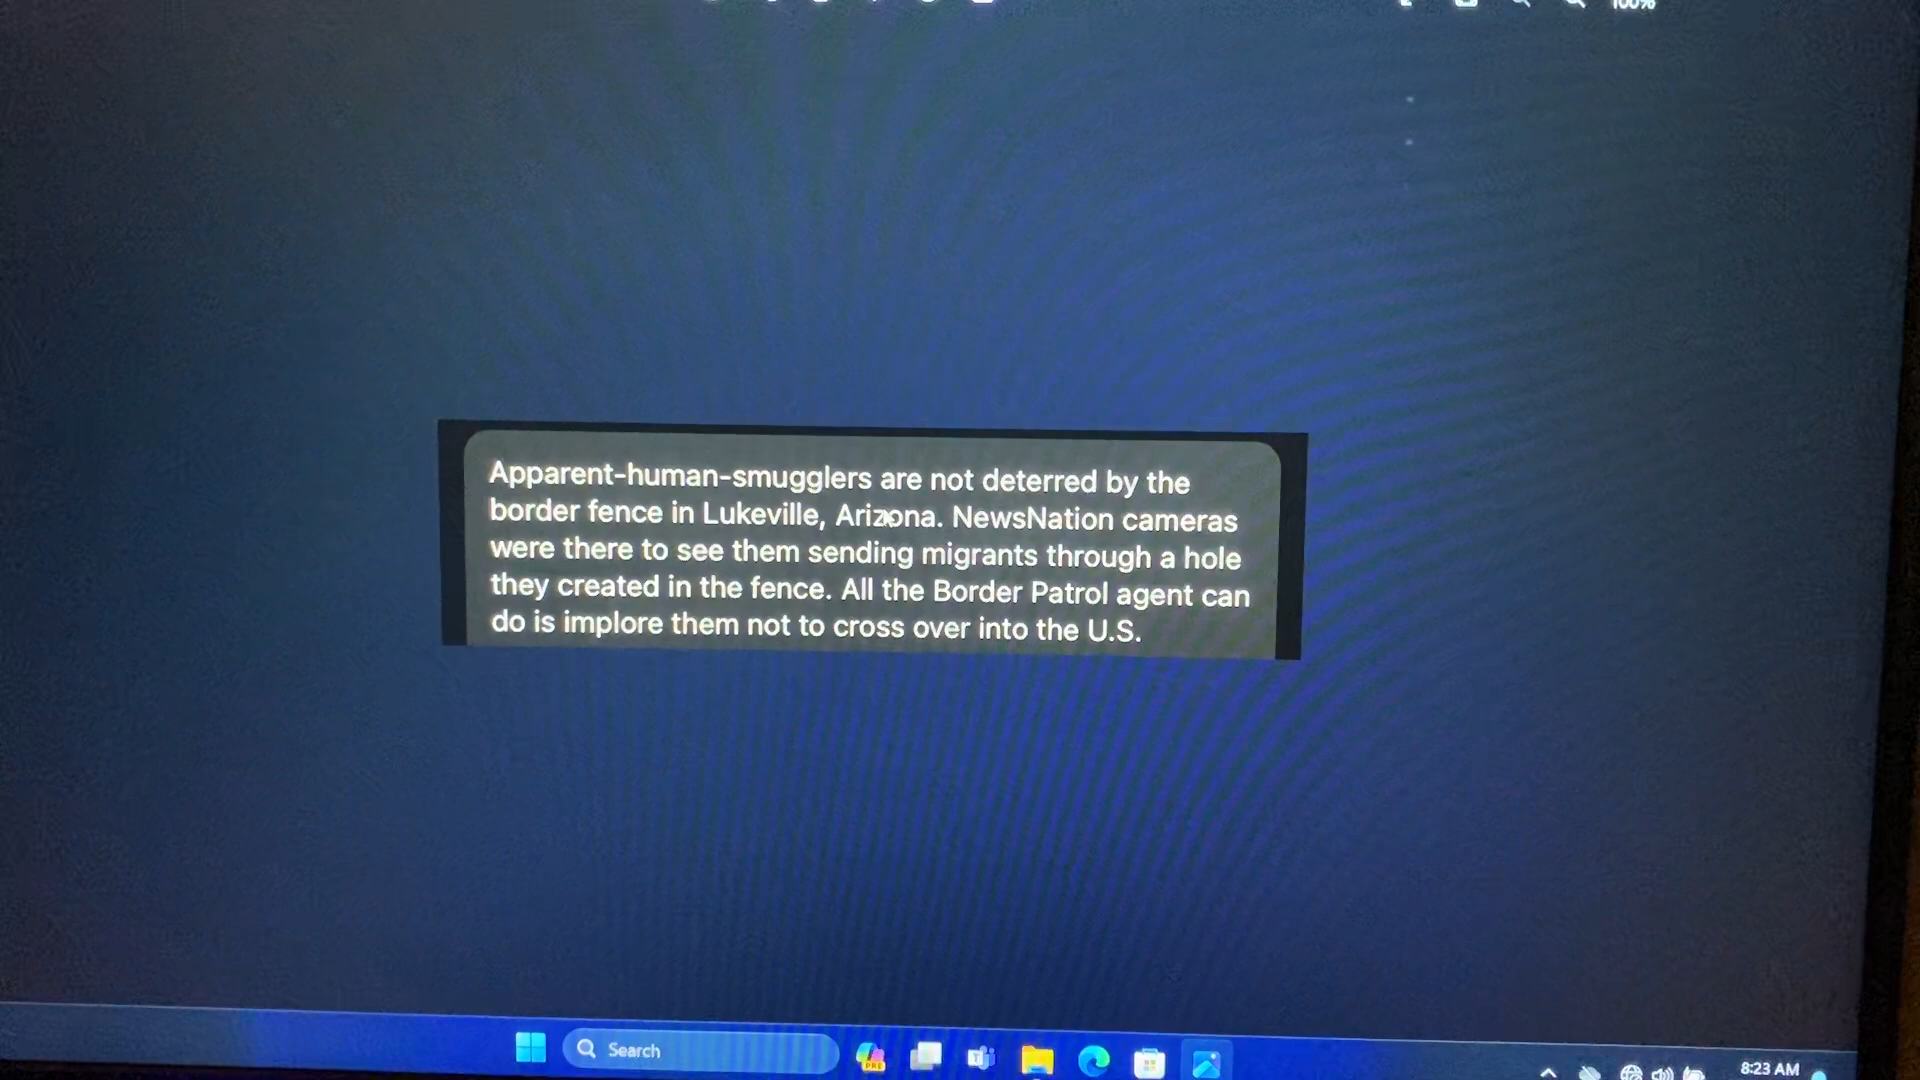 100%
Apparent-human-smugglers are not deterred by the
border fence in Lukeville, Arizona. NewsNation cameras
were there to see them sending migrants through a hole
they created in the fence. All the Border Patrol agent can
do is implore them not to cross over into the U.S.
Search
PRE
8:23 AM